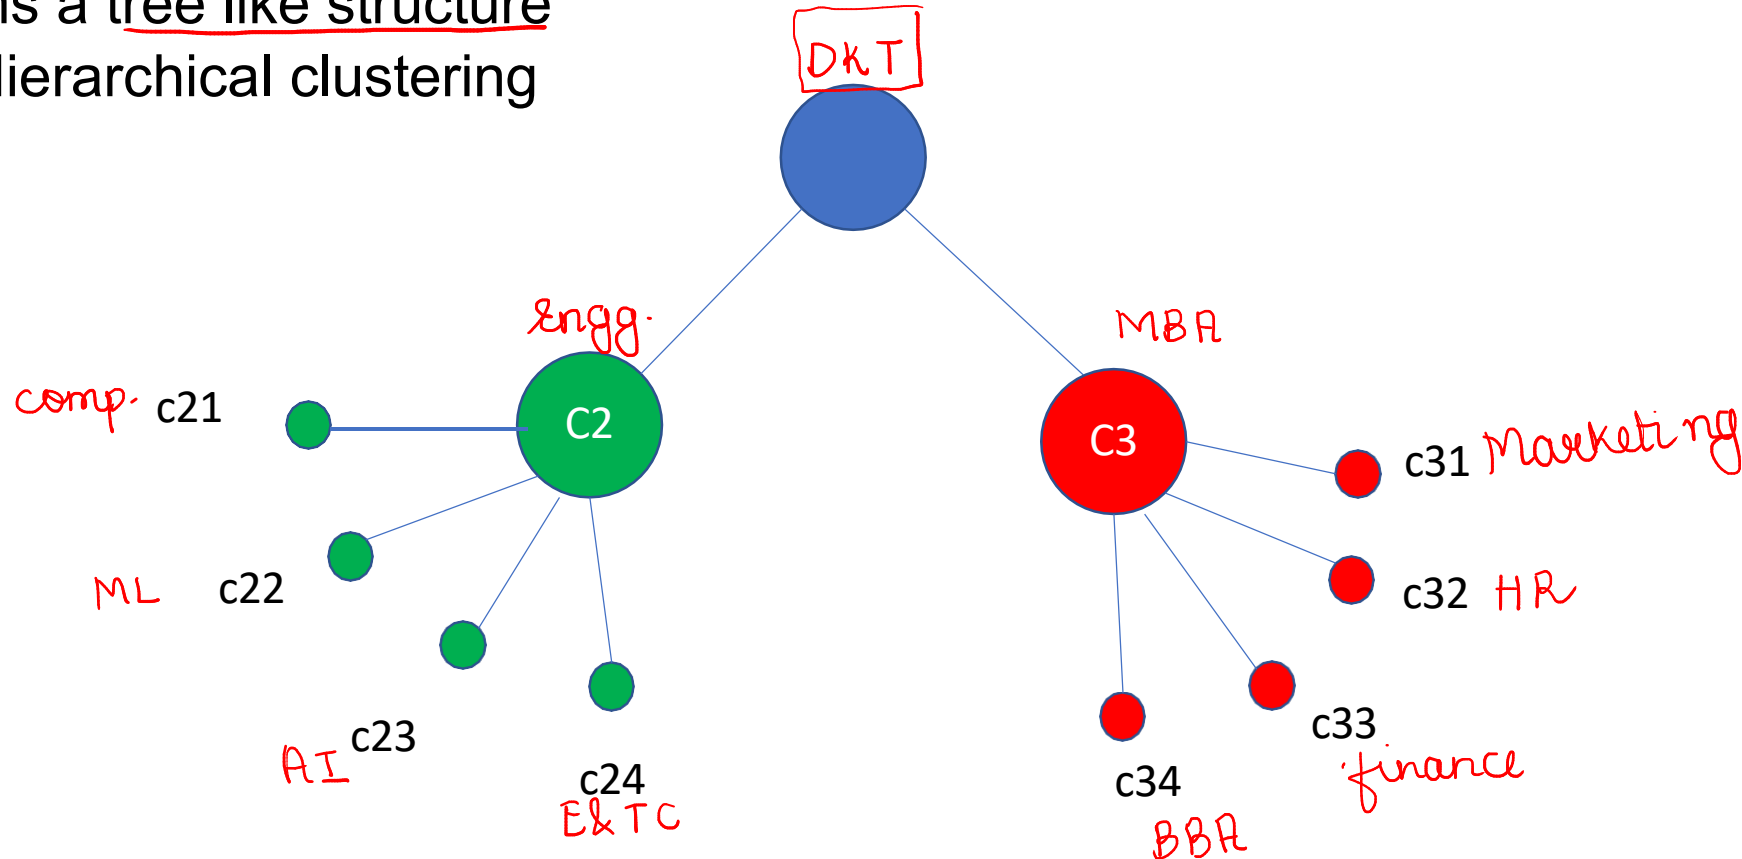 ns a tree like structure
Hierarchical clustering
DKT
Engg.
MBA
comp. c21
C2
C3
c31 Marketing
ML c22
c32 HR
AI c23
c33
finance
c24
E&TC
c34
BBA